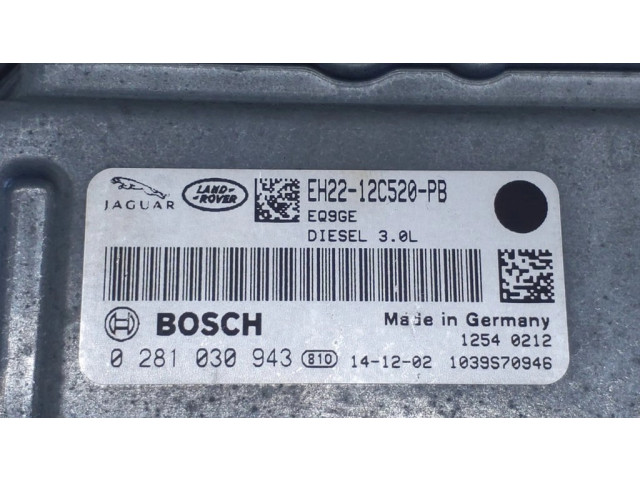 JAGUAR
LAND-ROVER
EH22-12C520-PB
EQ9GE
DIESEL 3.0L
BOSCH
Made in Germany
1254 0212
0 281 030 943 810 14-12-02 1039S70946